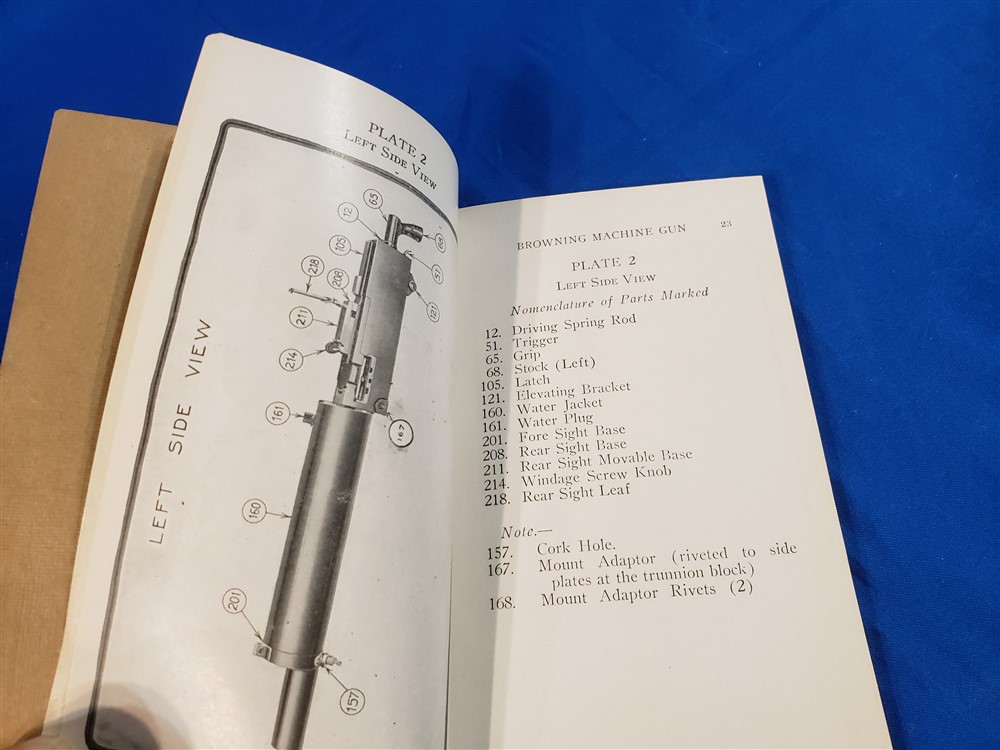 PLATE 2
LEFT SIDE VIEW
65
12
68
105
51
218
208
121
211
214
161
167
160
201
157
LEFT SIDE VIEW
BROWNING MACHINE GUN 23
PLATE 2
LEFT SIDE VIEW
Nomenclature of Parts Marked
12. Driving Spring Rod
51. Trigger
65. Grip
68. Stock (Left)
105. Latch
121. Elevating Bracket
160. Water Jacket
161. Water Plug
201. Fore Sight Base
208. Rear Sight Base
211. Rear Sight Movable Base
214. Windage Screw Knob
218. Rear Sight Leaf
Note.—
157. Cork Hole.
167. Mount Adaptor (riveted to side
plates at the trunnion block)
168. Mount Adaptor Rivets (2)